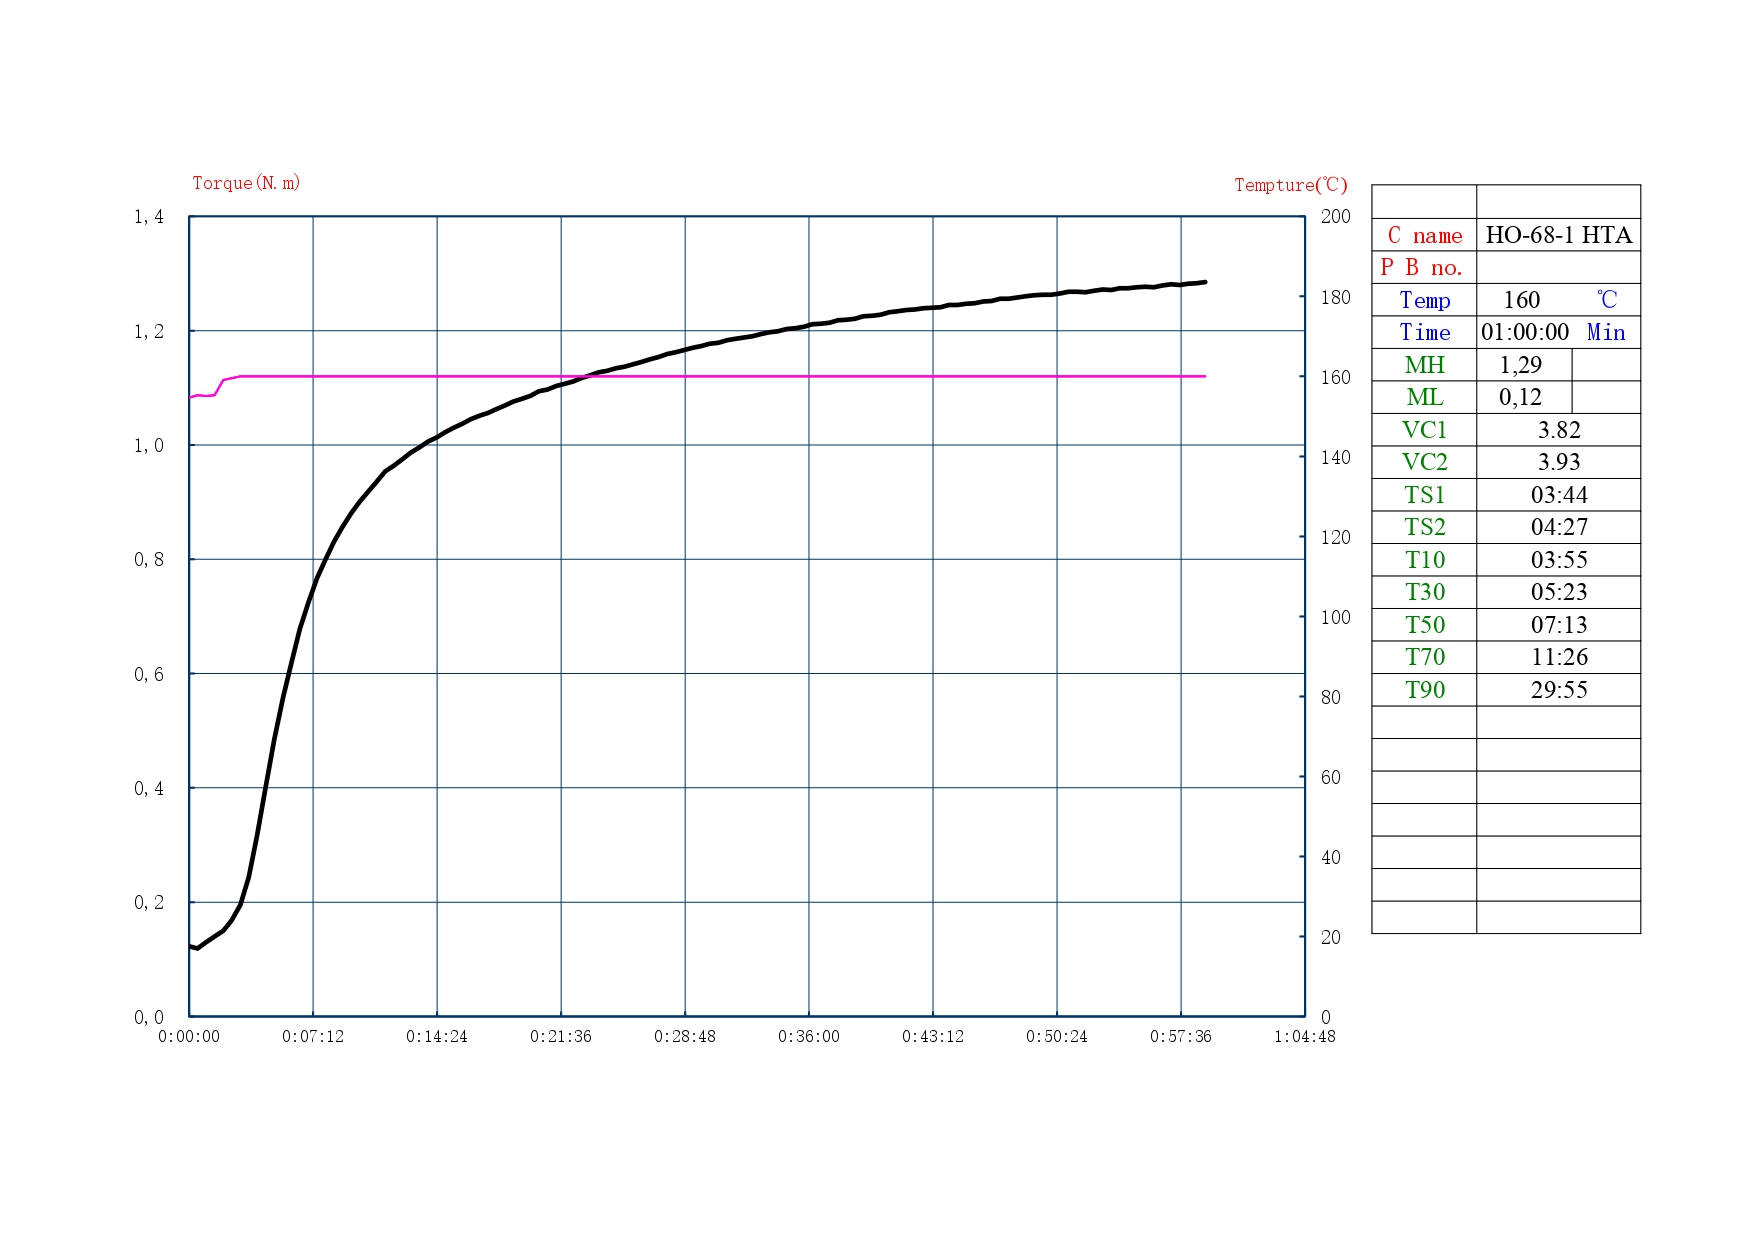 Torque(N.m)
Tempture(℃)
1,4
1,2
1,0
0,8
0,6
0,4
0,2
0,0
200
180
160
140
120
100
80
60
40
20
0
0:00:00 0:07:12 0:14:24 0:21:36 0:28:48 0:36:00 0:43:12 0:50:24 0:57:36 1:04:48
C name HO-68-1 HTA
P B no.
Temp 160 ℃
Time 01:00:00 Min
MH 1,29
ML 0,12
VC1 3.82
VC2 3.93
TS1 03:44
TS2 04:27
T10 03:55
T30 05:23
T50 07:13
T70 11:26
T90 29:55